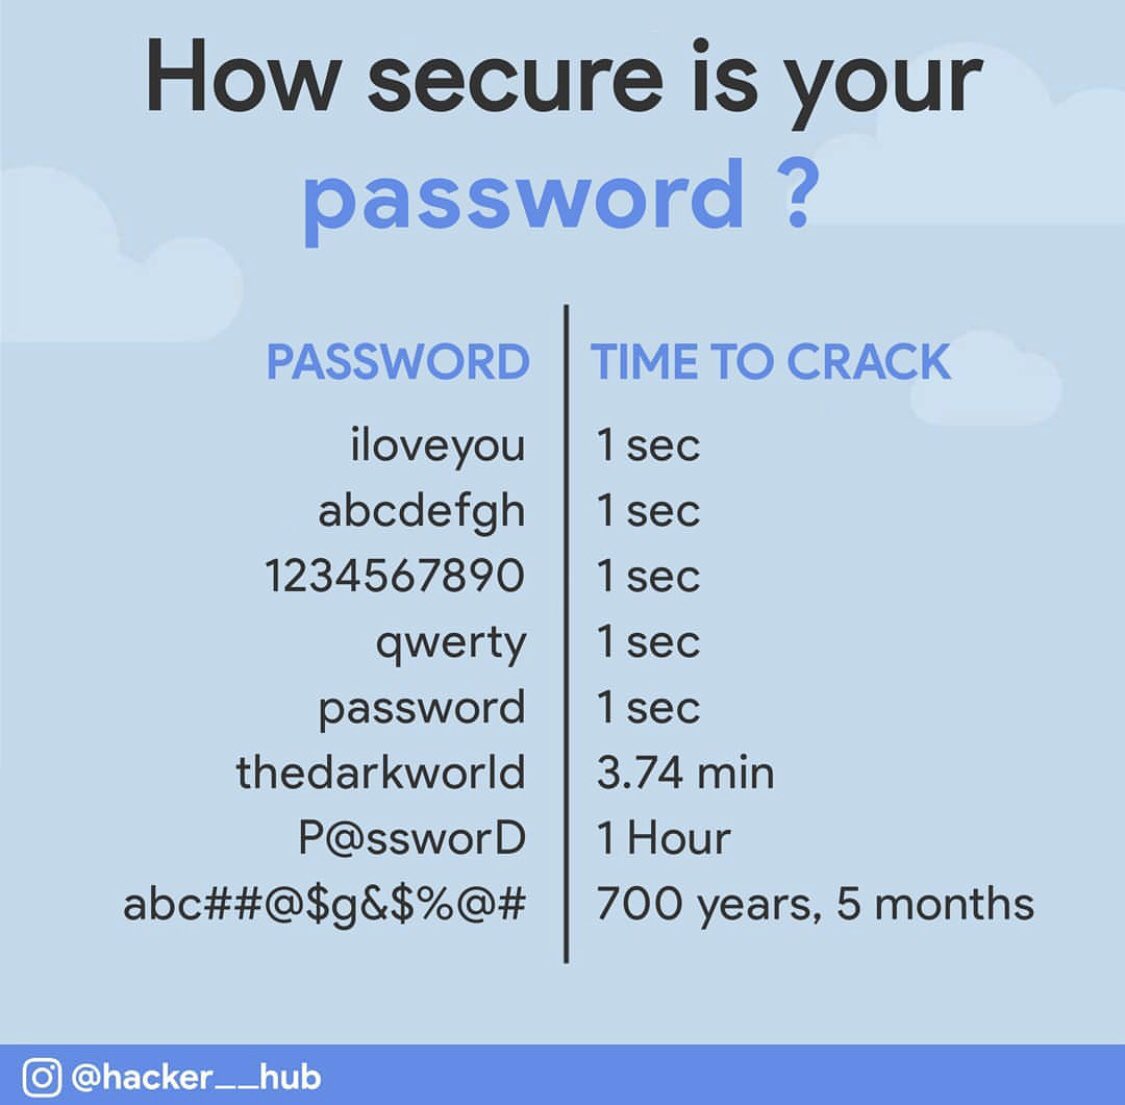 How secure is your
password ?
PASSWORD TIME TO CRACK
iloveyou 1 sec
abcdefgh 1 sec
1234567890 1 sec
qwerty 1 sec
password 1 sec
thedarkworld 3.74 min
P@ssworD 1 Hour
abc##@$g&$%@# 700 years, 5 months
@hacker__hub